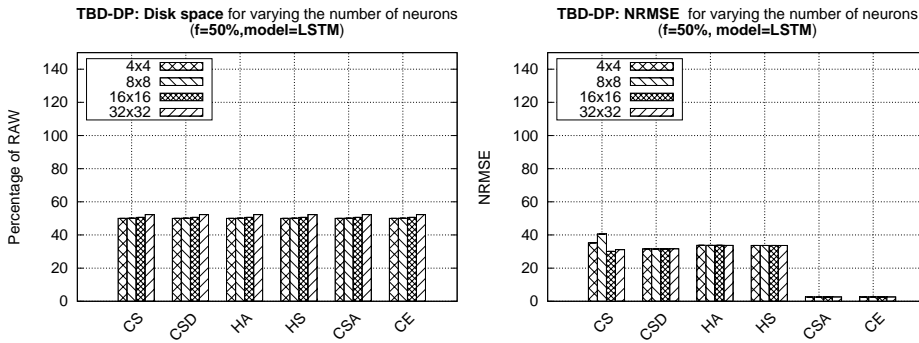 TBD-DP: Disk space for varying the number of neurons
(f=50%,model=LSTM)
Percentage of RAW
140
120
100
80
60
40
20
0
4x4
8x8
16x16
32x32
CS
CSD
HA
HS
CSA
CE
TBD-DP: NRMSE for varying the number of neurons
(f=50%, model=LSTM)
NRMSE
140
120
100
80
60
40
20
0
4x4
8x8
16x16
32x32
CS
CSD
HA
HS
CSA
CE